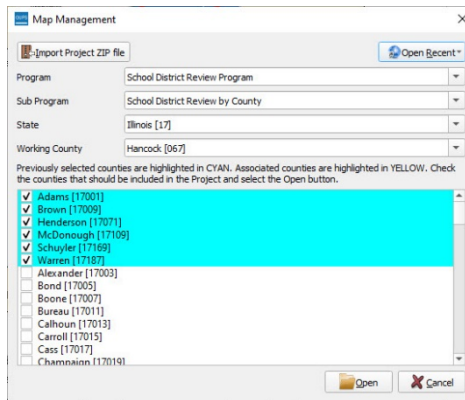 Map Management
Import Project ZIP file
Open Recent
Program
School District Review Program
Sub Program
School District Review by County
State
Illinois [17]
Working County
Hancock [067]
Previously selected counties are highlighted in CYAN. Associated counties are highlighted in YELLOW. Check
the counties that should be included in the Project and select the Open button.
Adams [17001]
Brown [17009]
Henderson [17071]
McDonough [17109]
Schuyler [17169]
Warren [17187]
Alexander [17003]
Bond [17005]
Boone [17007]
Bureau [17011]
Calhoun [17013]
Carroll [17015]
Cass [17017]
Champaign [17019]
Open
Cancel